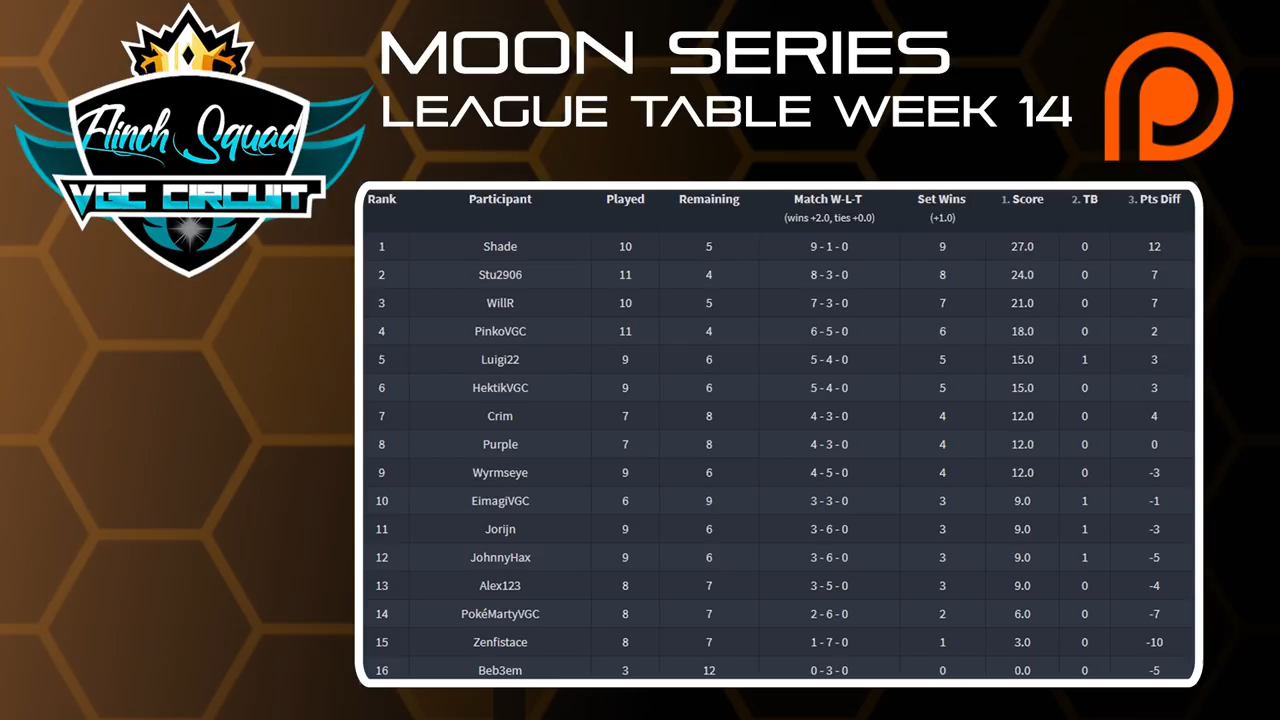 MOON SERIES
LEAGUE TABLE WEEK 14
Flinch Squad
VGC CIRCUIT
Rank Participant Played Remaining Match W-L-T Set Wins 1. Score 2. TB 3. Pts Diff
(wins +2.0, ties +0.0) (+1.0)
1 Shade 10 5 9 - 1 - 0 9 27.0 0 12
2 Stu2906 11 4 8 - 3 - 0 8 24.0 0 7
3 WillR 10 5 7 - 3 - 0 7 21.0 0 7
4 PinkoVGC 11 4 6 - 5 - 0 6 18.0 0 2
5 Luigi22 9 6 5 - 4 - 0 5 15.0 1 3
6 HektikVGC 9 6 5 - 4 - 0 5 15.0 0 3
7 Crim 7 8 4 - 3 - 0 4 12.0 0 4
8 Purple 7 8 4 - 3 - 0 4 12.0 0 0
9 Wyrmseye 9 6 4 - 5 - 0 4 12.0 0 -3
10 EimagiVGC 6 9 3 - 3 - 0 3 9.0 1 -1
11 Jorijn 9 6 3 - 6 - 0 3 9.0 1 -3
12 JohnnyHax 9 6 3 - 6 - 0 3 9.0 1 -5
13 Alex123 8 7 3 - 5 - 0 3 9.0 0 -4
14 PokéMartyVGC 8 7 2 - 6 - 0 2 6.0 0 -7
15 Zenfistace 8 7 1 - 7 - 0 1 3.0 0 -10
16 Beb3em 3 12 0 - 3 - 0 0 0.0 0 -5